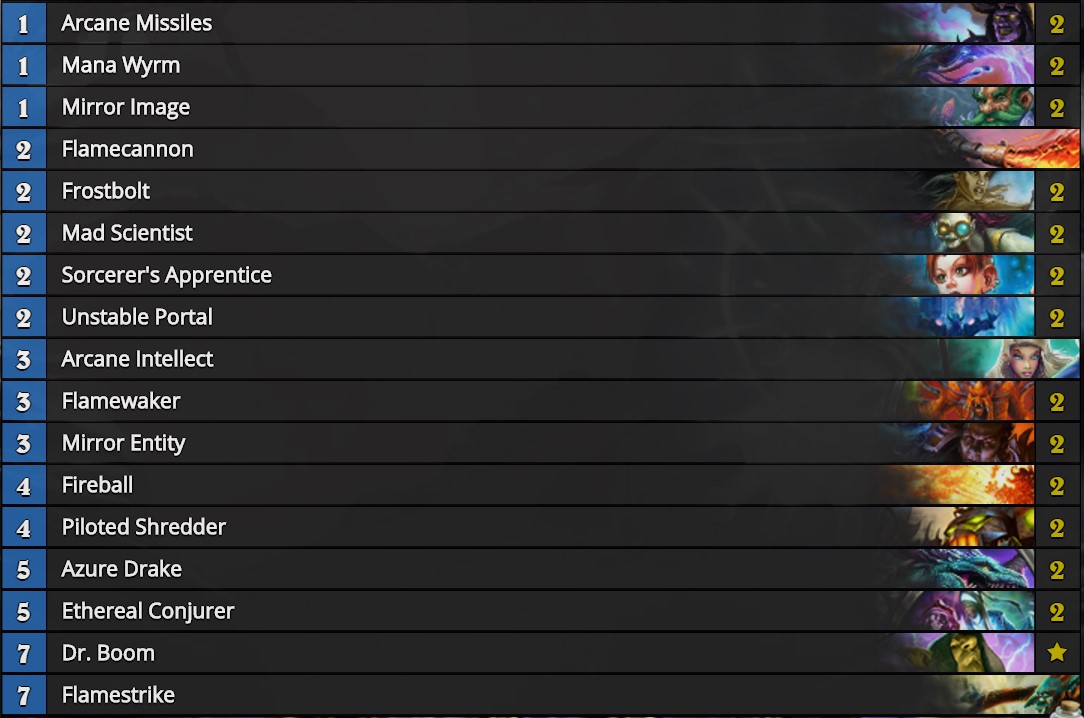 1 Arcane Missiles 2
1 Mana Wyrm 2
1 Mirror Image 2
2 Flamecannon
2 Frostbolt 2
2 Mad Scientist 2
2 Sorcerer's Apprentice 2
2 Unstable Portal 2
3 Arcane Intellect
3 Flamewaker 2
3 Mirror Entity 2
4 Fireball 2
4 Piloted Shredder 2
5 Azure Drake 2
5 Ethereal Conjurer 2
7 Dr. Boom ★
7 Flamestrike